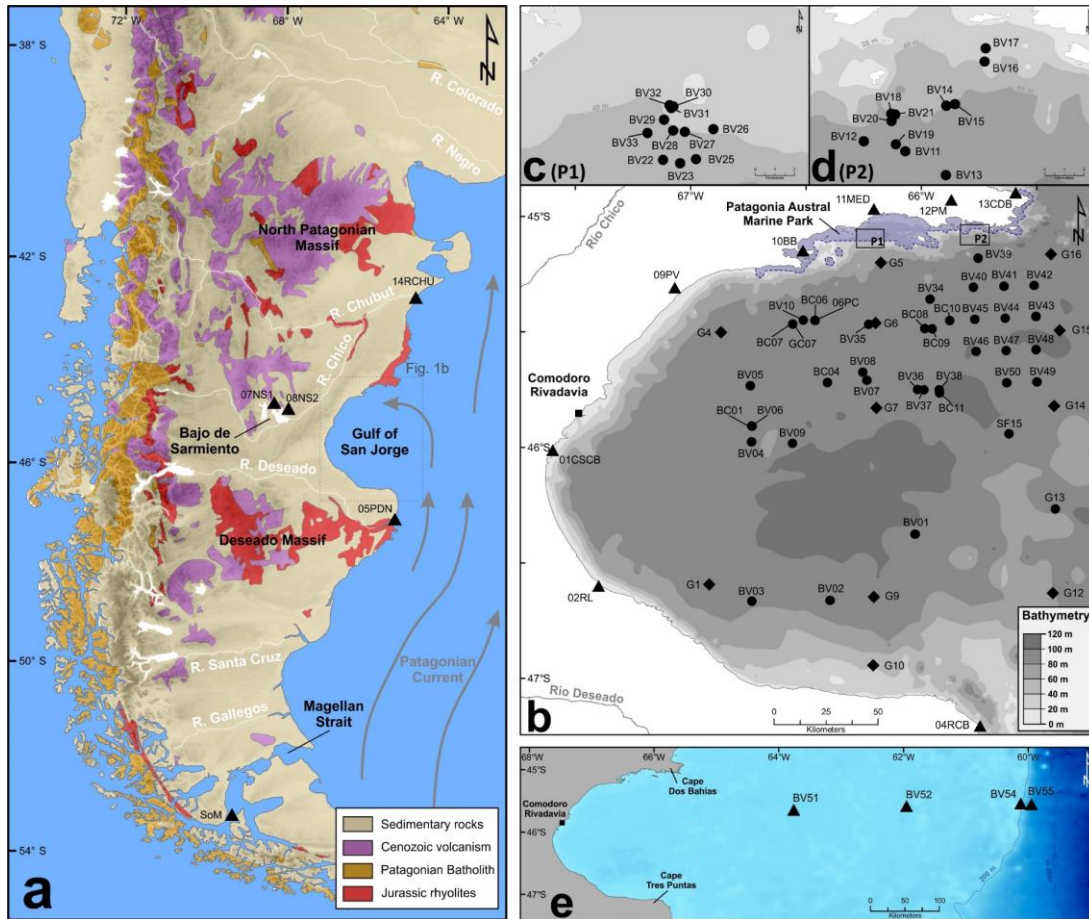 72° W
68° W
64° W
38° S
42° S
46° S
50° S
54° S
N
R. Colorado
R. Negro
North Patagonian
Massif
14RCHU
R. Chubut
R. Chico
Fig. 1b
07NS1
08NS2
Bajo de
Sarmiento
Gulf of
San Jorge
R. Deseado
05PDN
Deseado Massif
R. Santa Cruz
Patagonian
Current
R. Gallegos
Magellan
Strait
SoM
Sedimentary rocks
Cenozoic volcanism
Patagonian Batholith
Jurassic rhyolites
a
N
BV32
BV30
BV31
BV29
BV26
BV33
BV28
BV27
BV22
BV25
BV23
c (P1)
N
BV17
BV16
BV14
BV18
BV21
BV15
BV20
BV12
BV19
BV11
BV13
d (P2)
67°W
66°W
65°W
45°S
46°S
47°S
N
Río Chico
Patagonia Austral
Marine Park
11MED
12PM
13CDB
P1
P2
10BB
BV39
G16
G5
09PV
BV40
BV41
BV42
BV34
BV10
BC06
06PC
BC08
BC10
BV45
BV44
BV43
G4
BC07
GC07
BV35
G6
BC09
G15
BV46
BV47
BV48
BV08
BV05
BC04
BV07
BV36
BV38
BV50
BV49
Comodoro
Rivadavia
BV37
BC11
G7
G14
BC01
BV06
BV04
BV09
SF15
01CSCB
G13
BV01
02RL
G1
BV03
BV02
G9
G12
G10
Río Deseado
04RCB
Bathymetry
120 m
100 m
80 m
60 m
40 m
20 m
0 m
0 25 50
Kilometers
b
68°W
66°W
64°W
62°W
60°W
45°S
46°S
47°S
N
Cape
Dos Bahias
Comodoro
Rivadavia
BV51
BV52
BV54
BV55
Cape
Tres Puntas
200 m
0 25 50 100
Kilometers
e